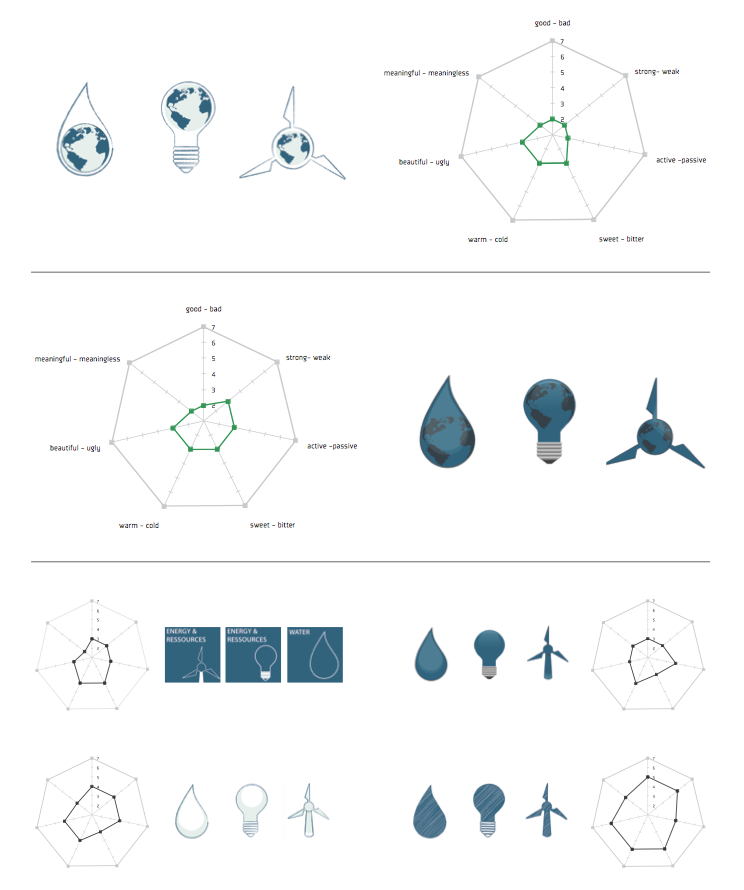 good - bad
7
6
meaningful - meaningless
strong- weak
5
4
3
2
beautiful - ugly
active -passive
warm - cold
sweet - bitter
good - bad
7
6
meaningful - meaningless
strong- weak
5
4
3
2
beautiful - ugly
active -passive
warm - cold
sweet - bitter
ENERGY &
RESSOURCES
ENERGY &
RESSOURCES
WATER